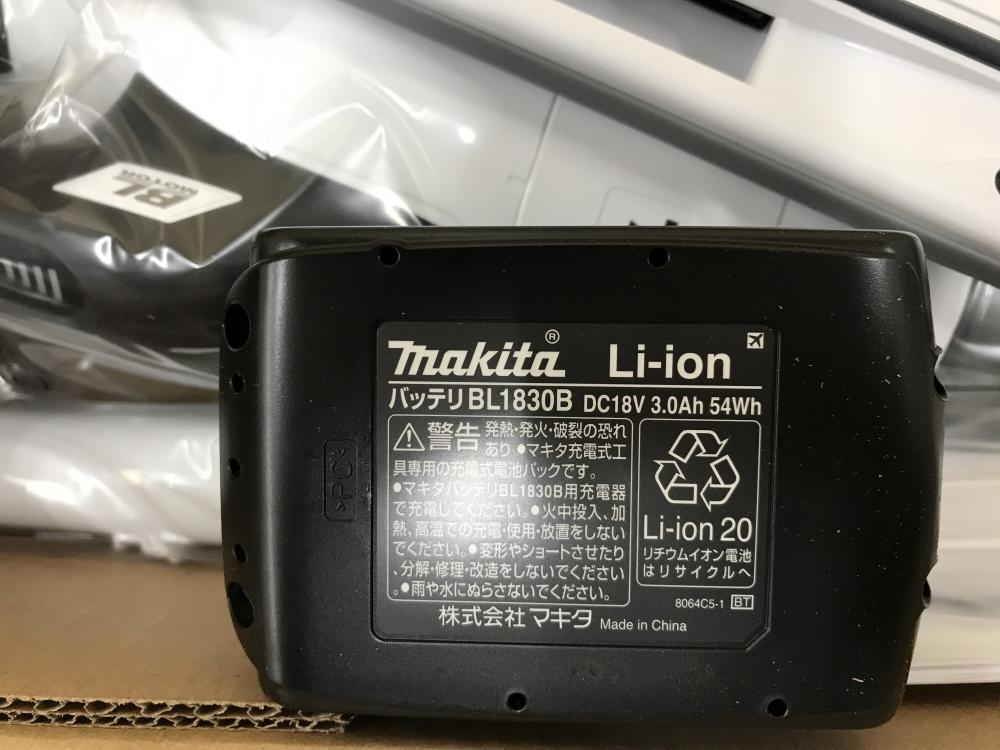 BL
MOTOR
makita® Li-ion
バッテリBL1830B DC18V 3.0Ah 54Wh
警告 発熱・発火・破裂の恐れ
あり ●マキタ充電式工
具専用の充電式電池パックです。
●マキタバッテリBL1830B用充電器
で充電してください。●火中投入、加
熱、高温での充電・使用・放置をしない
でください。●変形やショートさせたり
、分解・修理・改造をしないでください
。●雨や水にぬらさないでください。
Li-ion 20
リチウムイオン電池
はリサイクルへ
8064C5-1 BT
株式会社 マキタ Made in China
>PC<